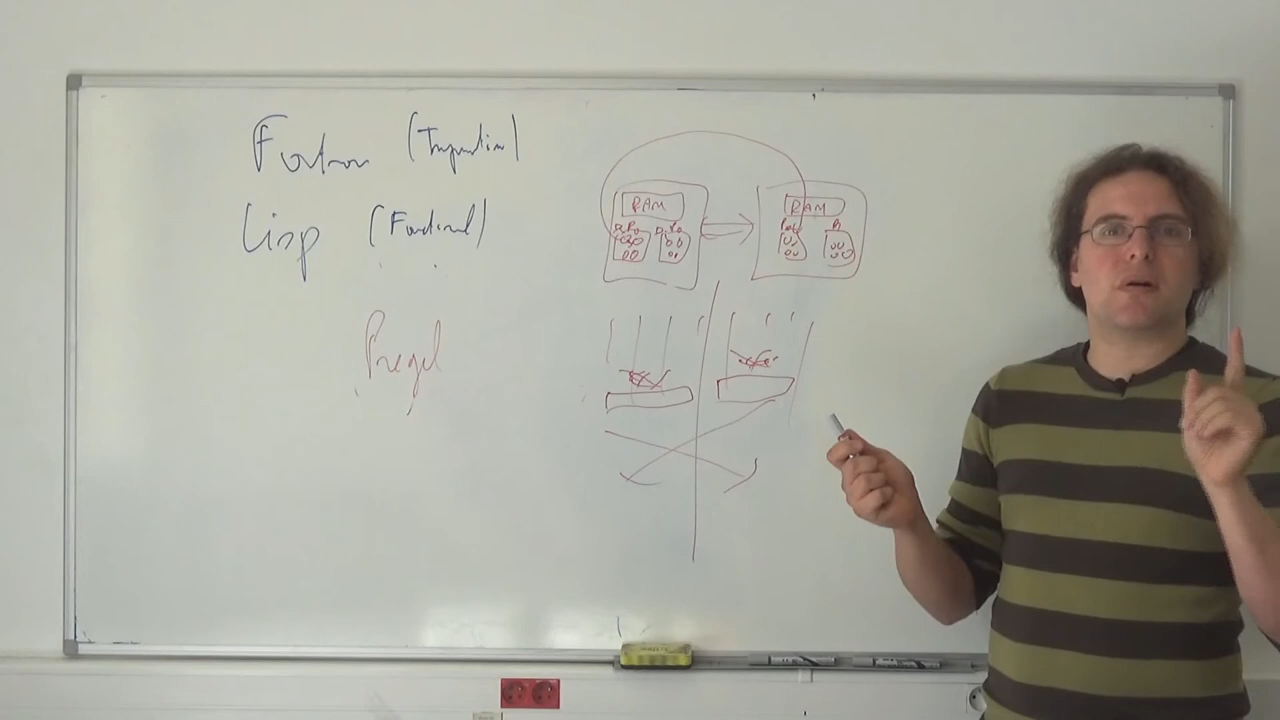 Fortran (Imperative)
Lisp (Functional)
Pregel
RAM RAM